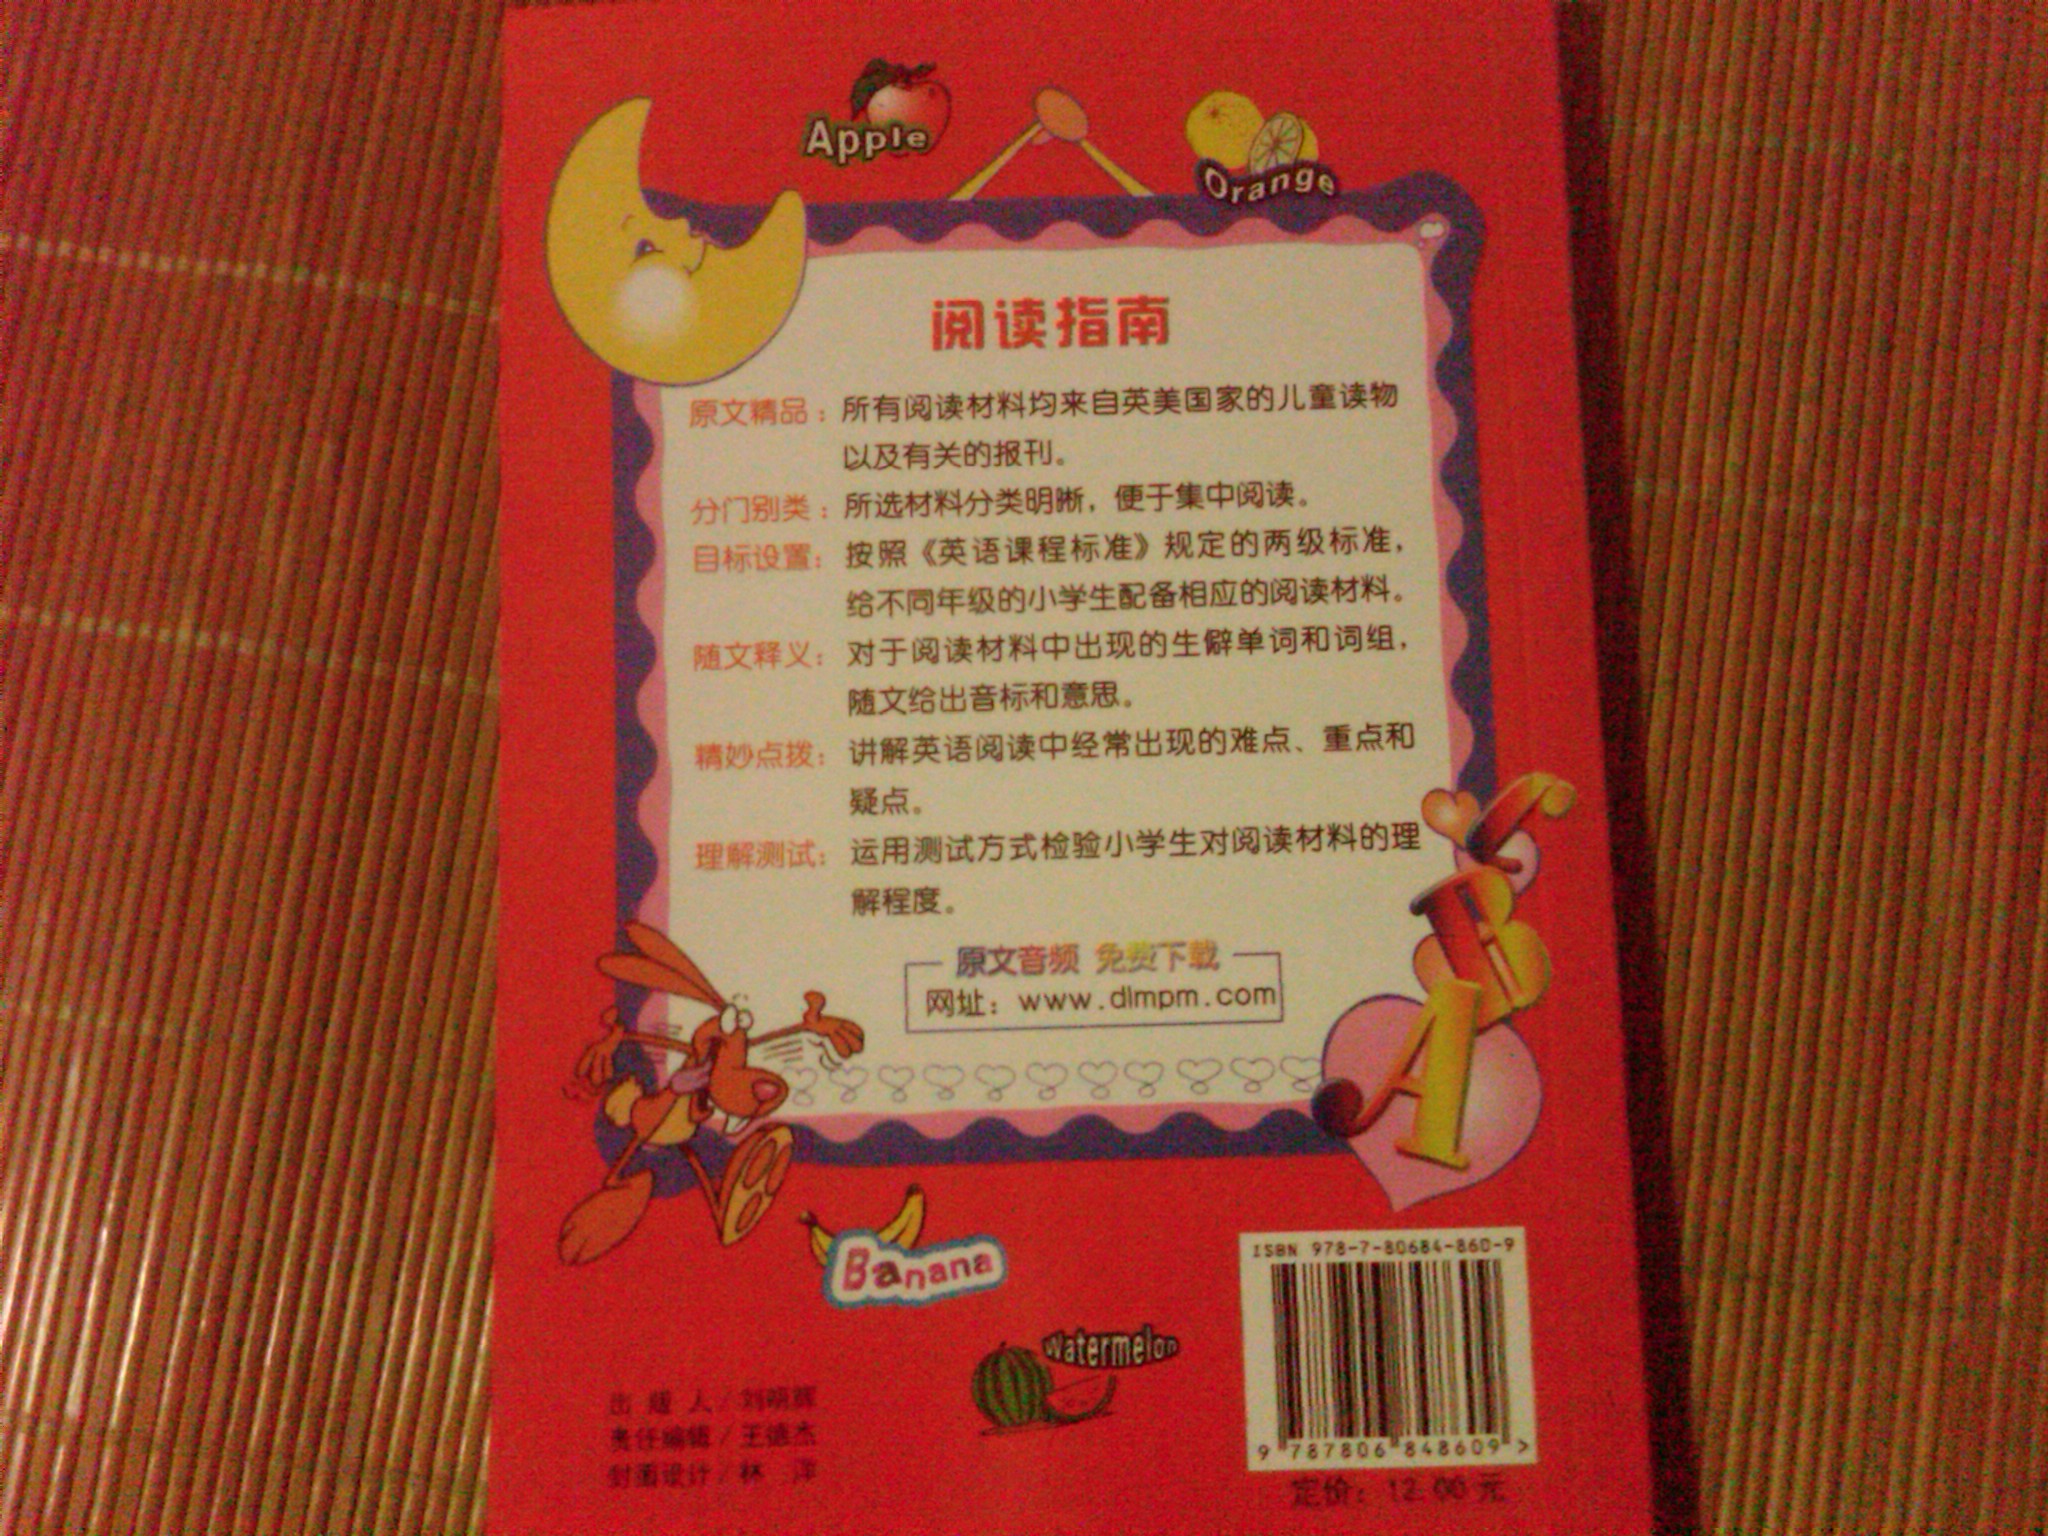 Apple
Orange
阅读指南
原文精品：所有阅读材料均来自英美国家的儿童读物
以及有关的报刊。
分门别类：所选材料分类明晰，便于集中阅读。
目标设置：按照《英语课程标准》规定的两级标准，
给不同年级的小学生配备相应的阅读材料。
随文释义：对于阅读材料中出现的生僻单词和词组，
随文给出音标和意思。
精妙点拨：讲解英语阅读中经常出现的难点、重点和
疑点。
理解测试：运用测试方式检验小学生对阅读材料的理
解程度。
原文音频 免费下载
网址：www.dlmpm.com
A
Banana
Watermelon
ISBN 978-7-80684-860-9
9 787806 848609 >
定价：12.00元
出 版 人／刘明辉
责任编辑／王德杰
封面设计／林 洋